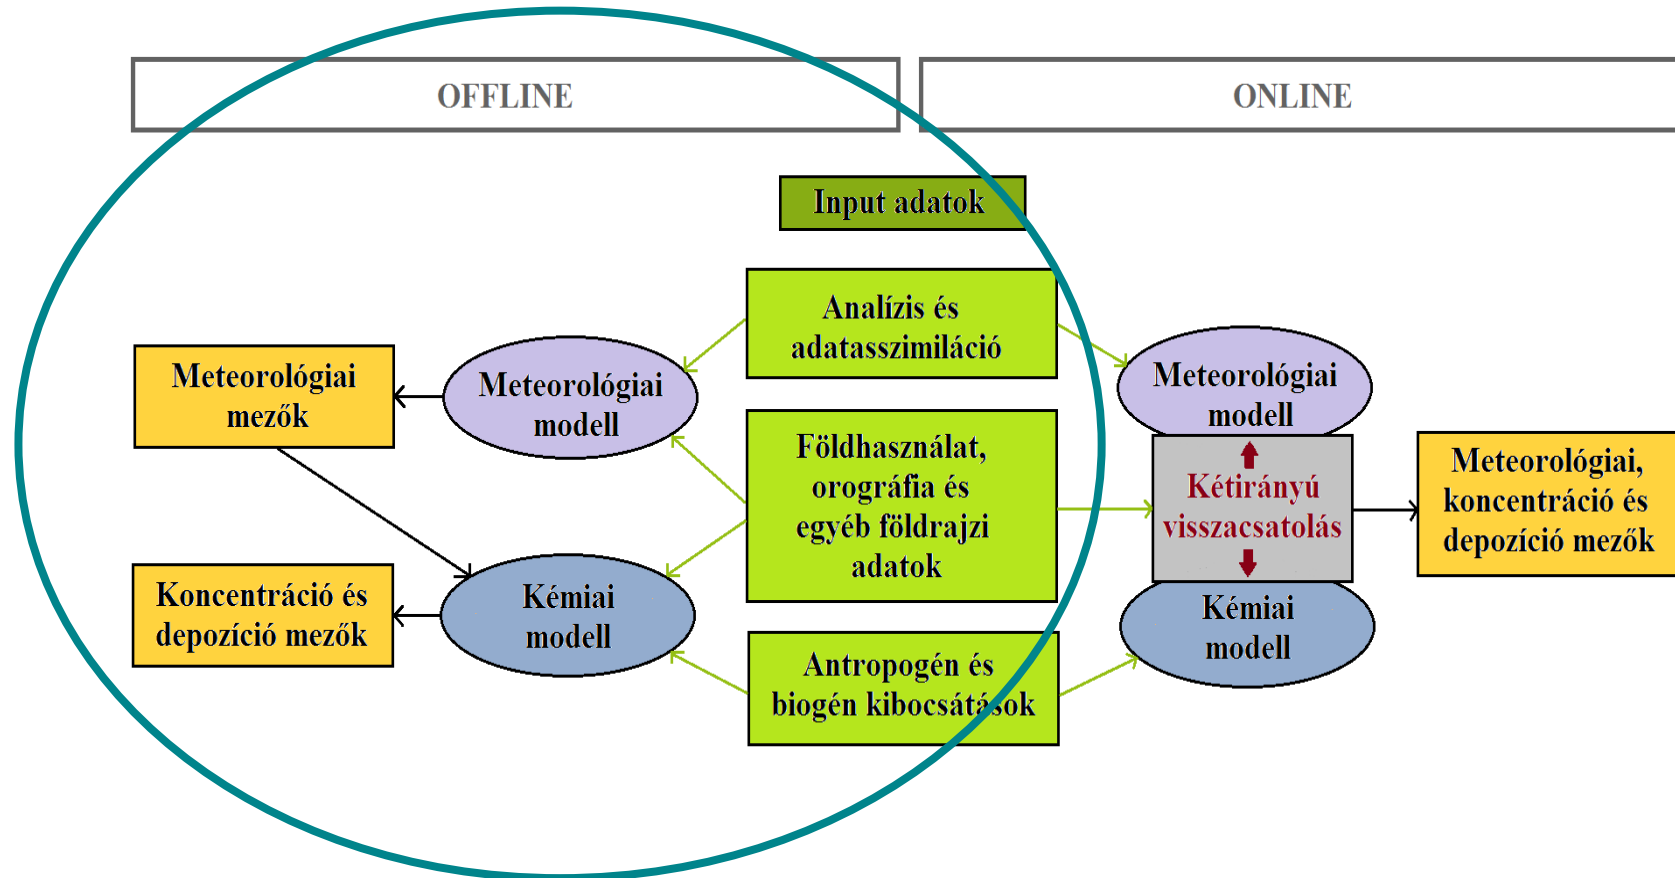 OFFLINE
ONLINE
Input adatok
Analízis és
adatasszimiláció
Meteorológiai
mezők
Meteorológiai
modell
Meteorológiai
modell
Földhasználat,
orográfia és
egyéb földrajzi
adatok
Kétirányú
visszacsatolás
Meteorológiai,
koncentráció és
depozíció mezők
Koncentráció és
depozíció mezők
Kémiai
modell
Kémiai
modell
Antropogén és
biogén kibocsátások